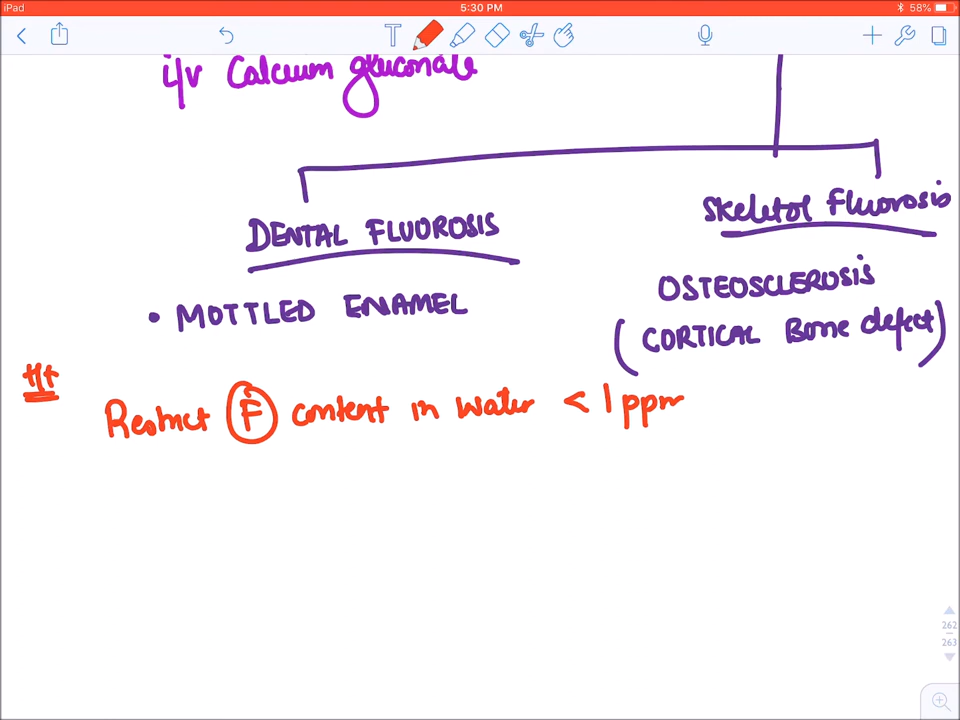 iPad
5:30 PM
58%
T
i/v Calcium gluconate
DENTAL FLUOROSIS
Skeletol Fluorosis
• MOTTLED ENAMEL
OSTEOSCLEROSIS
(CORTICAL Bone defect)
t/t
Restrict F content in water < 1 ppm
262
263